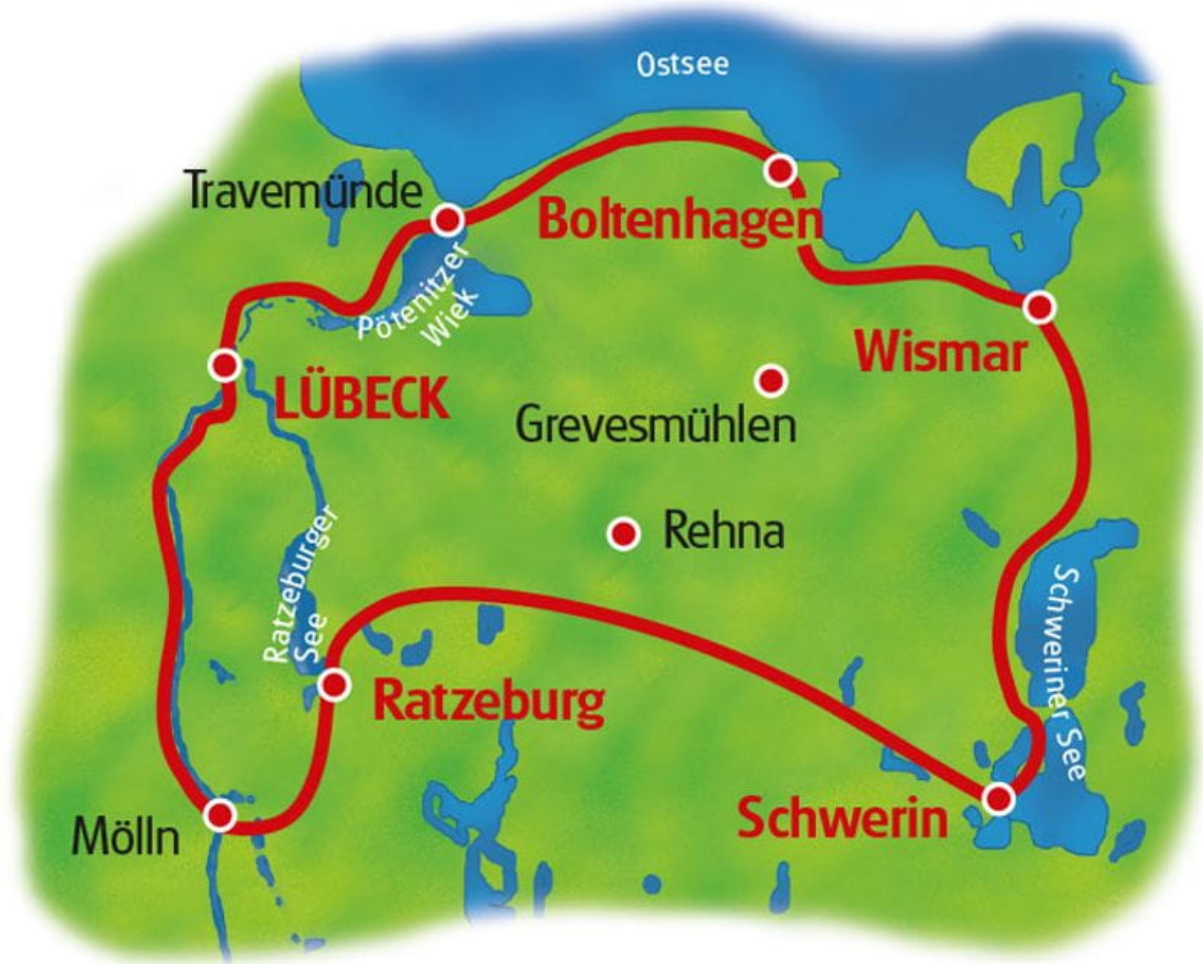 Ostsee
Travemünde
Boltenhagen
Pötenitzer
Wiek
Wismar
LÜBECK
Grevesmühlen
Rehna
Ratzeburger
See
Schweriner See
Ratzeburg
Schwerin
Mölln